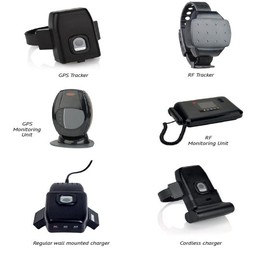 GPS Tracker
RF Tracker
GPS
Monitoring
Unit
RF
Monitoring Unit
Regular wall mounted charger
Cordless charger